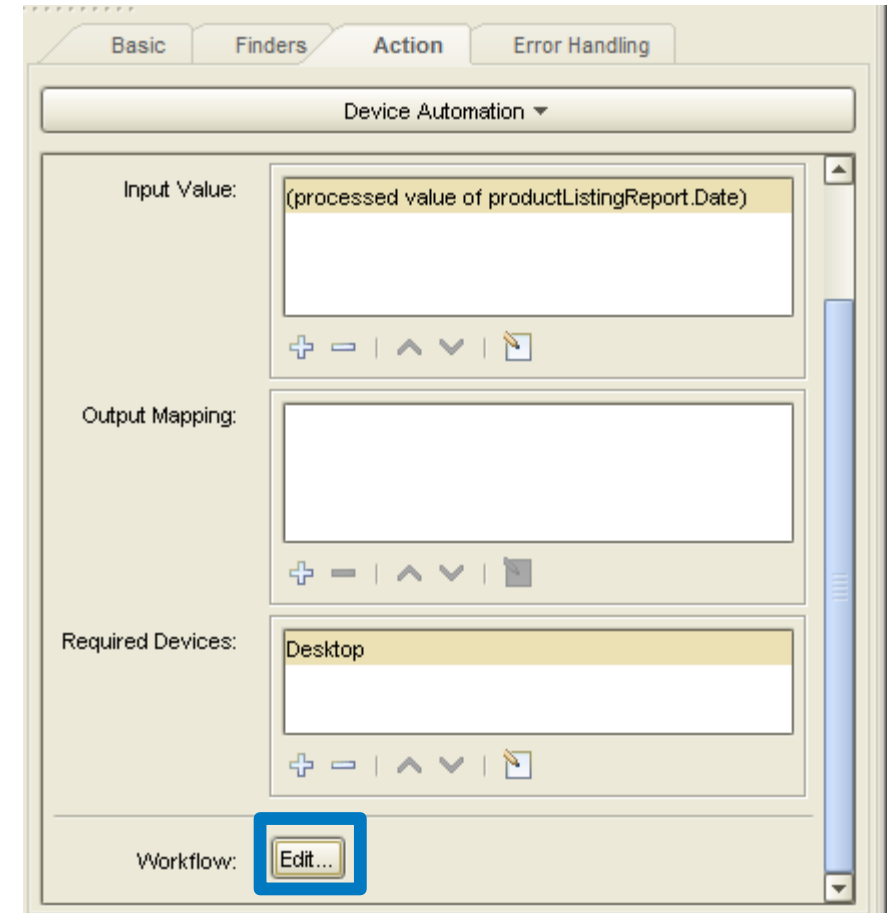 Basic Finders Action Error Handling
Device Automation
Input Value:
(processed value of productListingReport.Date)
Output Mapping:
Required Devices:
Desktop
Workflow:
Edit...